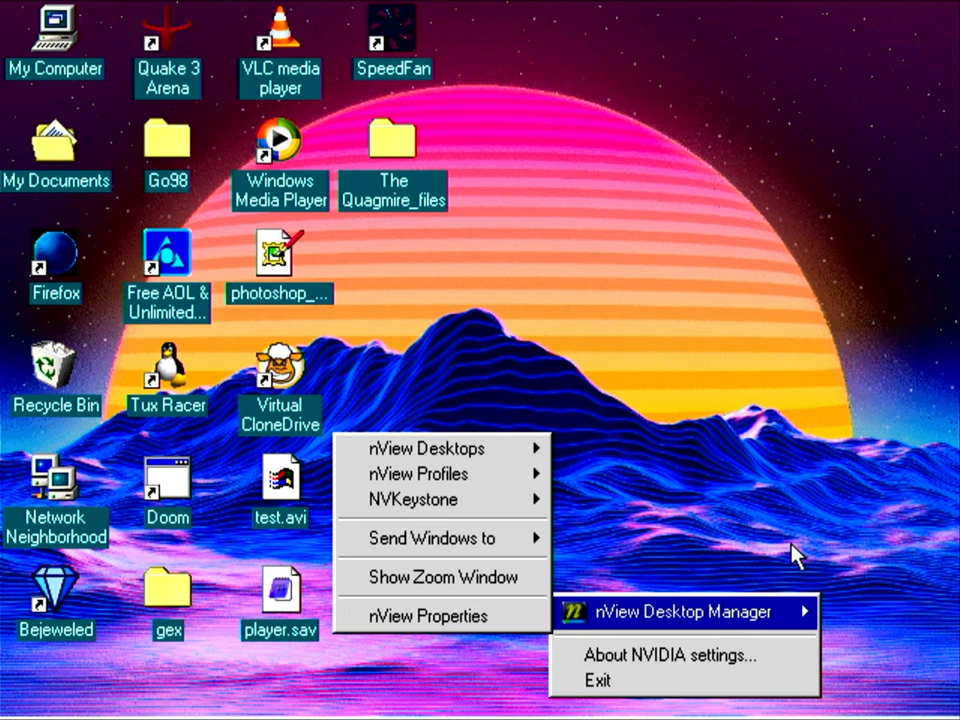 My Computer
Quake 3
Arena
VLC media
player
SpeedFan
My Documents
Go98
Windows
Media Player
The
Quagmire_files
Firefox
Free AOL &
Unlimited...
photoshop_...
Recycle Bin
Tux Racer
Virtual
CloneDrive
Network
Neighborhood
Doom
test.avi
Bejeweled
gex
player.sav
nView Desktops
nView Profiles
NVKeystone
Send Windows to
Show Zoom Window
nView Properties
nView Desktop Manager
About NVIDIA settings...
Exit